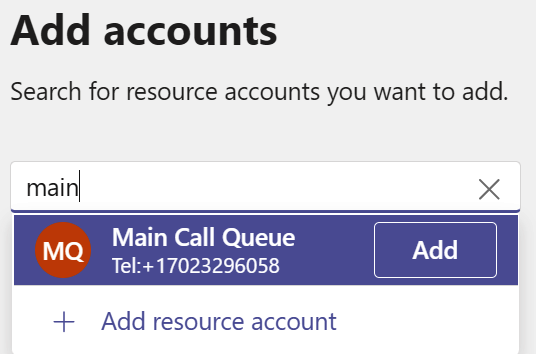 Add accounts
Search for resource accounts you want to add.
main
MQ
Main Call Queue
Add
Tel:+17023296058
Add resource account